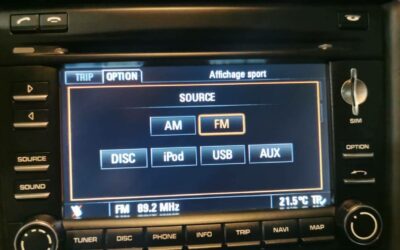 TRIP OPTION Affichage sport
SOURCE
AM FM
DISC iPod USB AUX
FM 89.2 MHz 21.5°C TP
SOURCE
SOUND
SIM
OPTION
TUNER DISC PHONE INFO TRIP NAVI MAP